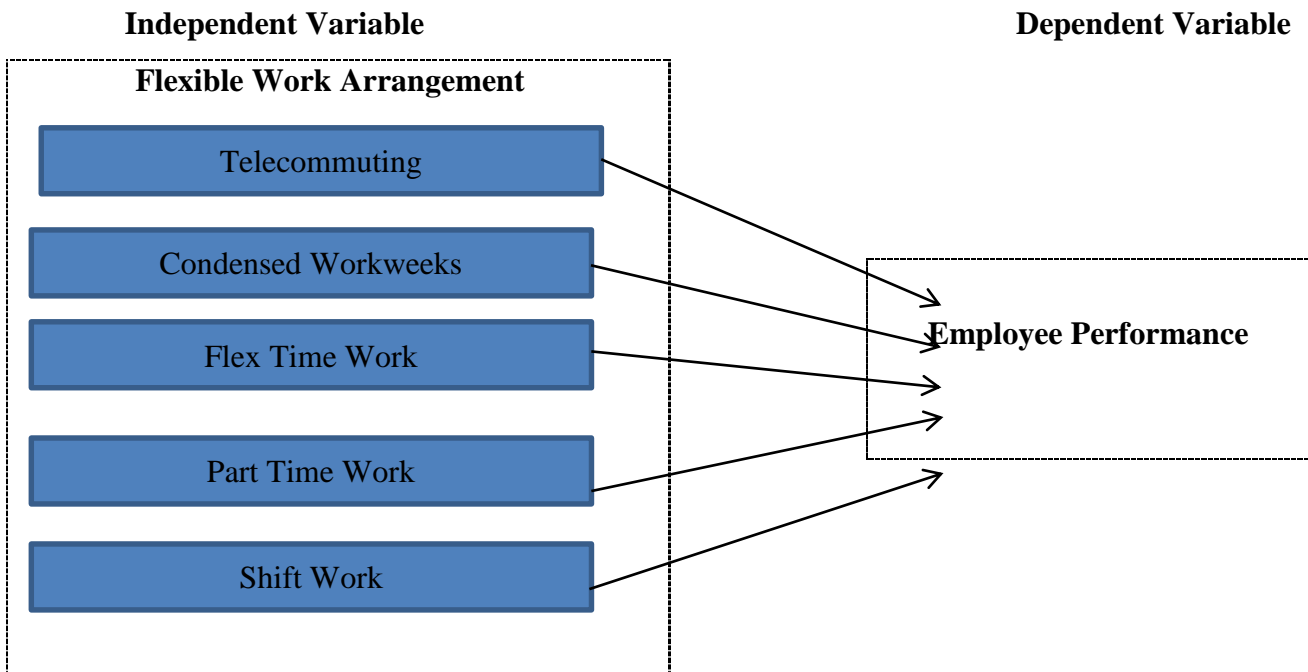 Independent Variable
Dependent Variable
Flexible Work Arrangement
Telecommuting
Condensed Workweeks
Flex Time Work
Employee Performance
Part Time Work
Shift Work